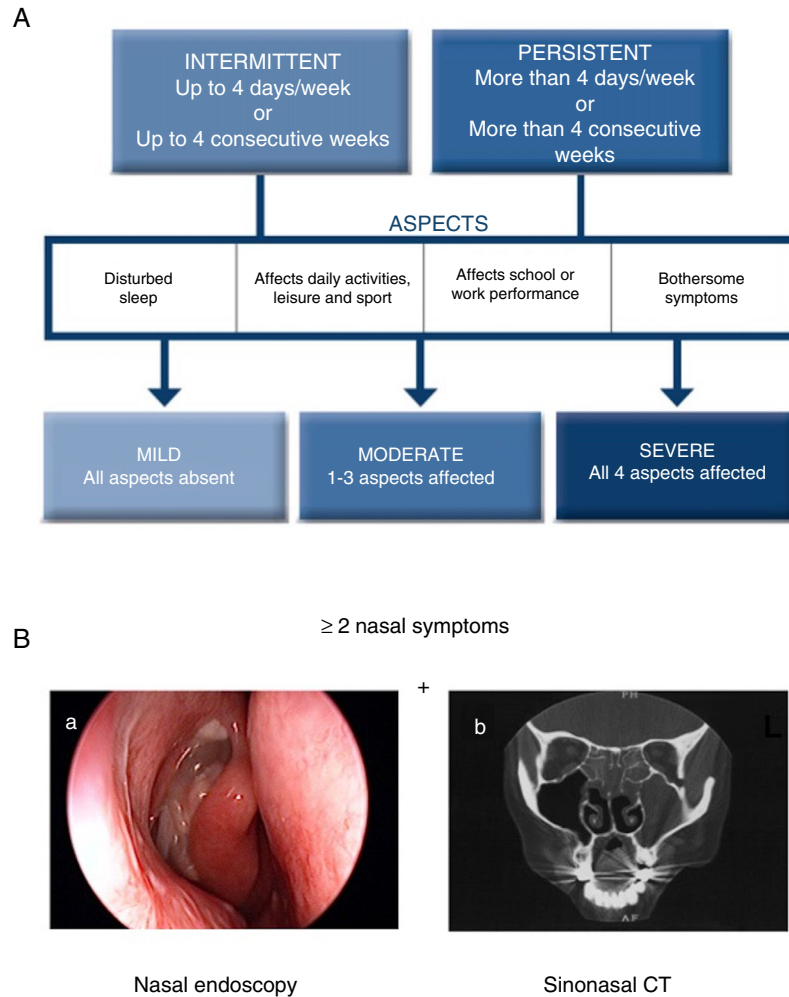 A
INTERMITTENT
Up to 4 days/week
or
Up to 4 consecutive weeks
PERSISTENT
More than 4 days/week
or
More than 4 consecutive
weeks
ASPECTS
Disturbed
sleep
Affects daily activities,
leisure and sport
Affects school or
work performance
Bothersome
symptoms
MILD
All aspects absent
MODERATE
1-3 aspects affected
SEVERE
All 4 aspects affected
B
≥ 2 nasal symptoms
a
+
b
PH
L
AF
Nasal endoscopy
Sinonasal CT